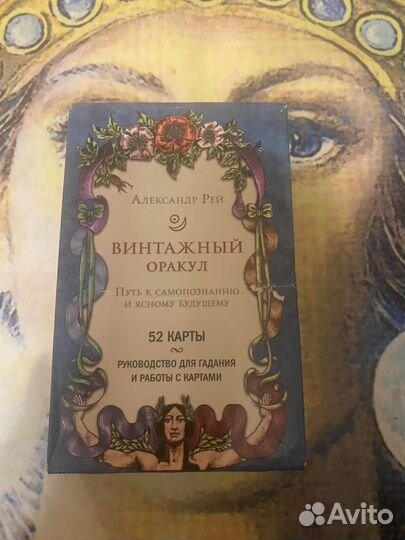 Александр Рей
ВИНТАЖНЫЙ
ОРАКУЛ
Путь к самопознанию
и ясному будущему
52 КАРТЫ
РУКОВОДСТВО ДЛЯ ГАДАНИЯ
И РАБОТЫ С КАРТАМИ
Avito